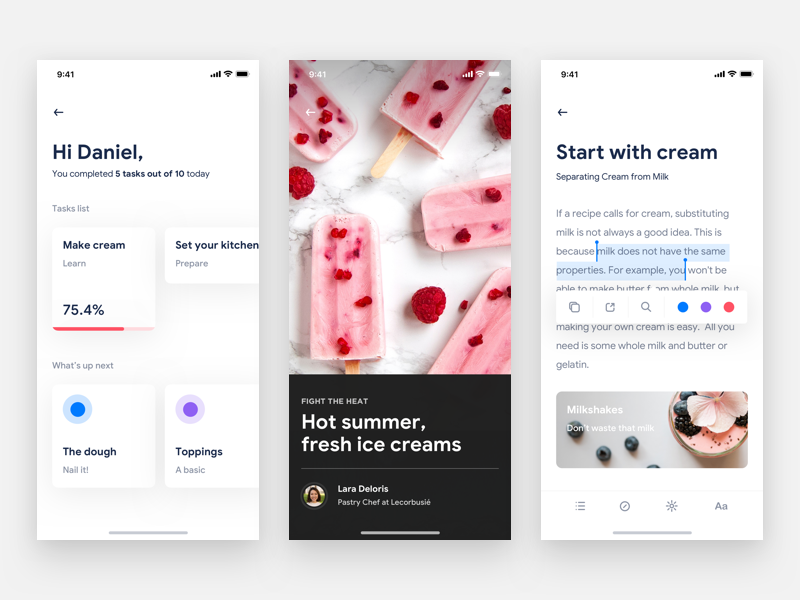 9:41
Hi Daniel,
You completed 5 tasks out of 10 today
Tasks list
Make cream
Learn
75.4%
Set your kitchen
Prepare
What's up next
The dough
Nail it!
Toppings
A basic
9:41
FIGHT THE HEAT
Hot summer,
fresh ice creams
Lara Deloris
Pastry Chef at Lecorbusié
9:41
Start with cream
Separating Cream from Milk
If a recipe calls for cream, substituting
milk is not always a good idea. This is
because milk does not have the same
properties. For example, you won't be
able to make butter from whole milk, but
making your own cream is easy. All you
need is some whole milk and butter or
gelatin.
Milkshakes
Don't waste that milk
Aa